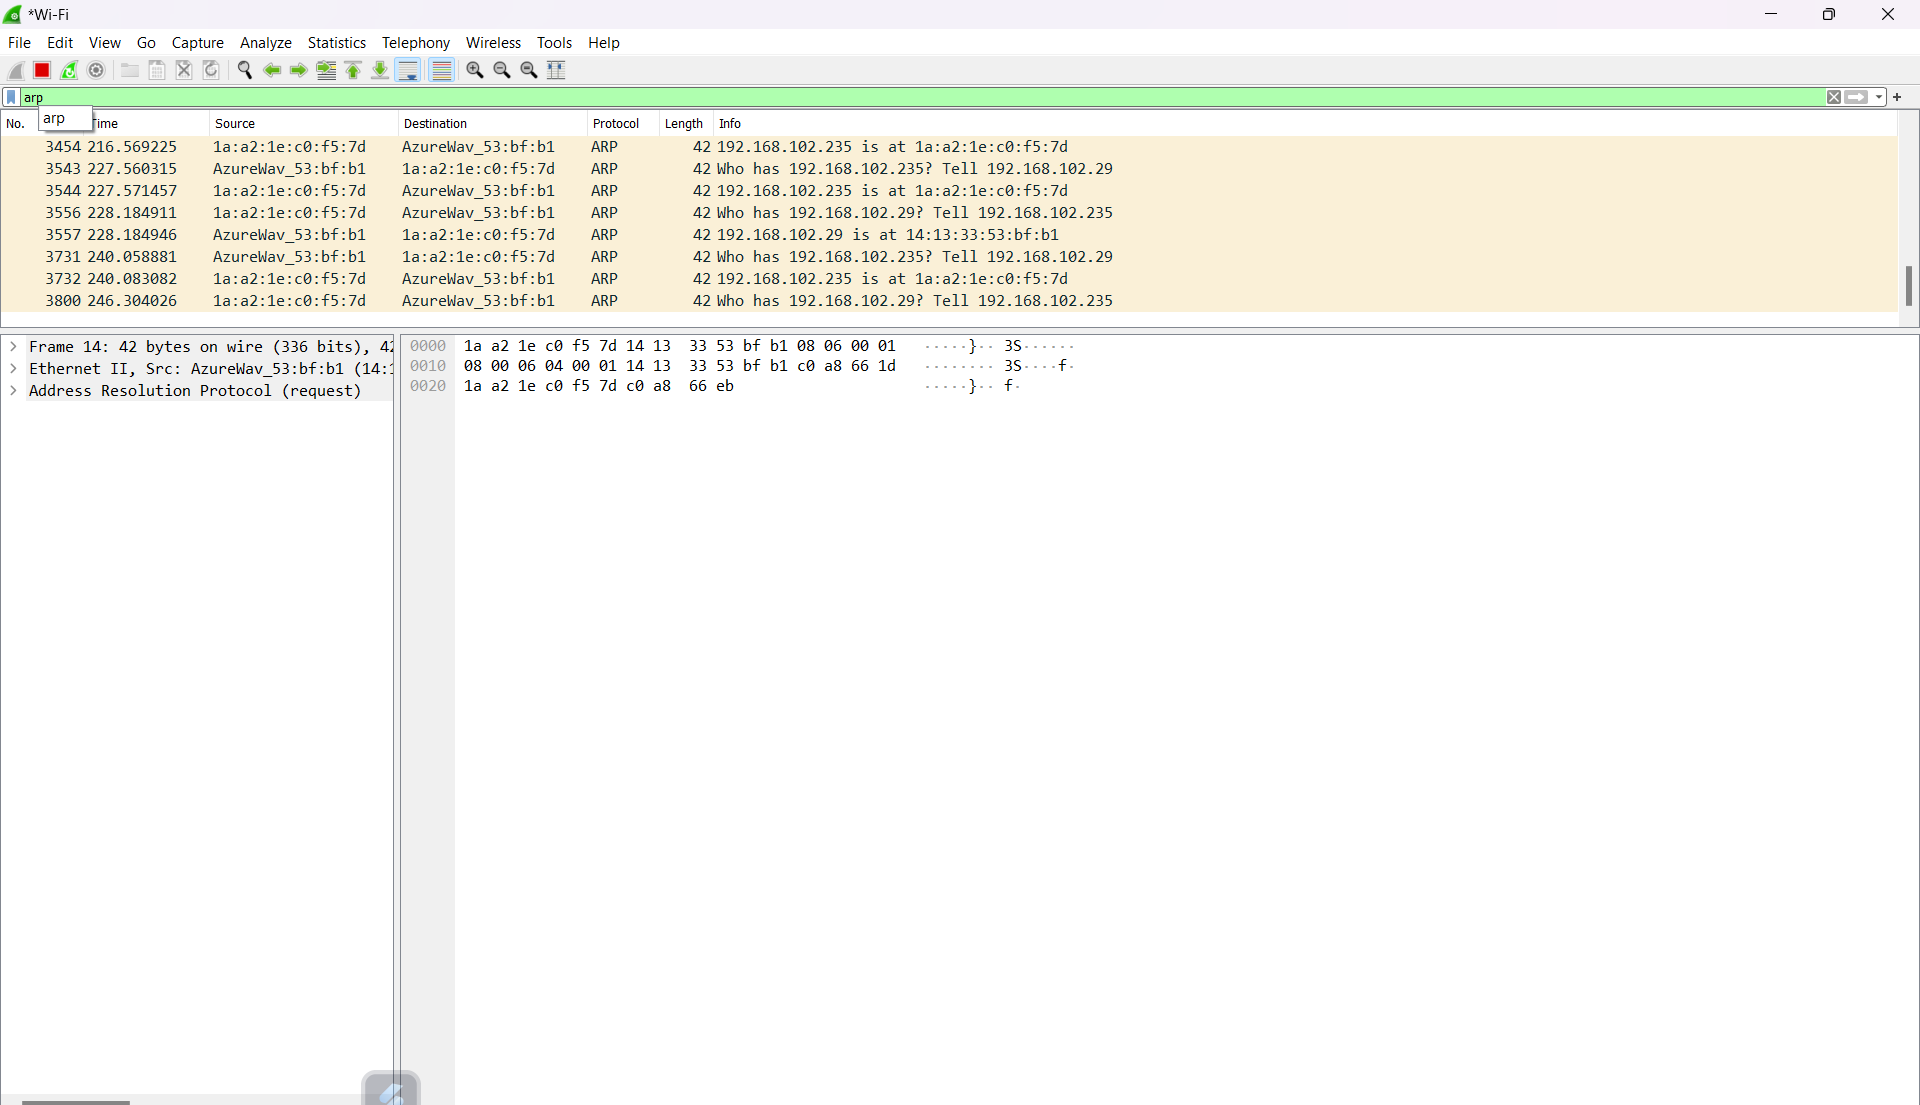 *Wi-Fi
File Edit View Go Capture Analyze Statistics Telephony Wireless Tools Help
arp
arp
No. Time Source Destination Protocol Length Info
3454 216.569225 1a:a2:1e:c0:f5:7d AzureWav_53:bf:b1 ARP 42 192.168.102.235 is at 1a:a2:1e:c0:f5:7d
3543 227.560315 AzureWav_53:bf:b1 1a:a2:1e:c0:f5:7d ARP 42 Who has 192.168.102.235? Tell 192.168.102.29
3544 227.571457 1a:a2:1e:c0:f5:7d AzureWav_53:bf:b1 ARP 42 192.168.102.235 is at 1a:a2:1e:c0:f5:7d
3556 228.184911 1a:a2:1e:c0:f5:7d AzureWav_53:bf:b1 ARP 42 Who has 192.168.102.29? Tell 192.168.102.235
3557 228.184946 AzureWav_53:bf:b1 1a:a2:1e:c0:f5:7d ARP 42 192.168.102.29 is at 14:13:33:53:bf:b1
3731 240.058881 AzureWav_53:bf:b1 1a:a2:1e:c0:f5:7d ARP 42 Who has 192.168.102.235? Tell 192.168.102.29
3732 240.083082 1a:a2:1e:c0:f5:7d AzureWav_53:bf:b1 ARP 42 192.168.102.235 is at 1a:a2:1e:c0:f5:7d
3800 246.304026 1a:a2:1e:c0:f5:7d AzureWav_53:bf:b1 ARP 42 Who has 192.168.102.29? Tell 192.168.102.235
> Frame 14: 42 bytes on wire (336 bits), 42
> Ethernet II, Src: AzureWav_53:bf:b1 (14:1
> Address Resolution Protocol (request)
0000 1a a2 1e c0 f5 7d 14 13 33 53 bf b1 08 06 00 01 ·····}·· 3S······
0010 08 00 06 04 00 01 14 13 33 53 bf b1 c0 a8 66 1d ········ 3S····f·
0020 1a a2 1e c0 f5 7d c0 a8 66 eb ·····}·· f·